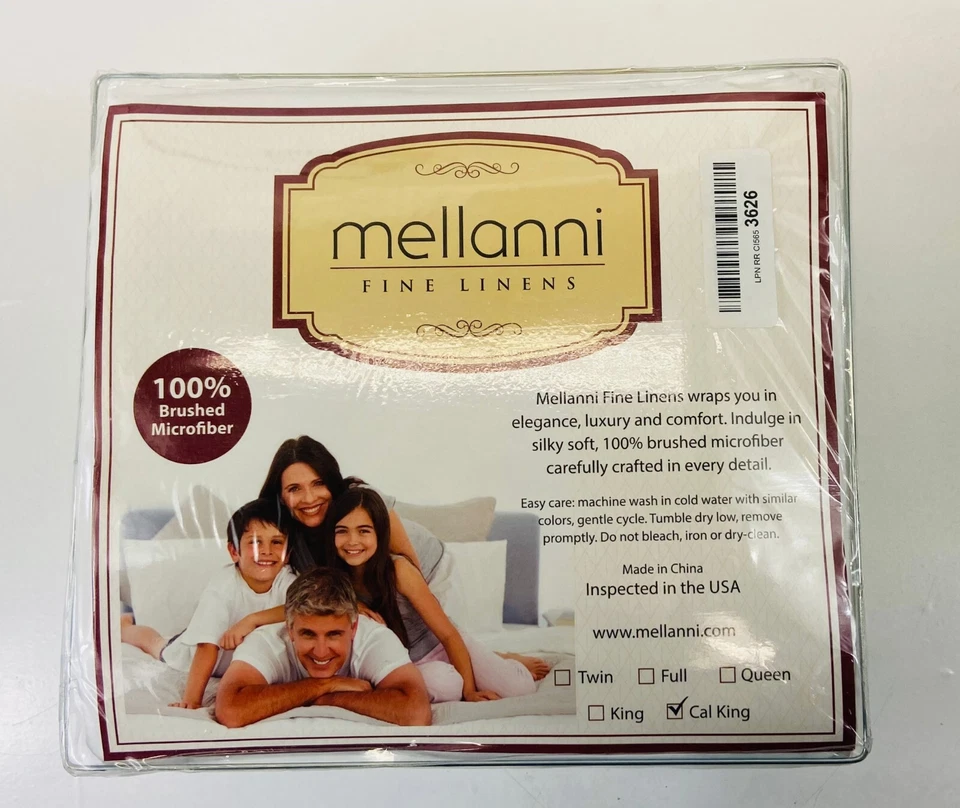 mellanni
FINE LINENS
LPN RR CI565 3626
100%
Brushed
Microfiber
Mellanni Fine Linens wraps you in
elegance, luxury and comfort. Indulge in
silky soft, 100% brushed microfiber
carefully crafted in every detail.
Easy care: machine wash in cold water with similar
colors, gentle cycle. Tumble dry low, remove
promptly. Do not bleach, iron or dry-clean.
Made in China
Inspected in the USA
www.mellanni.com
Twin Full Queen
King Cal King